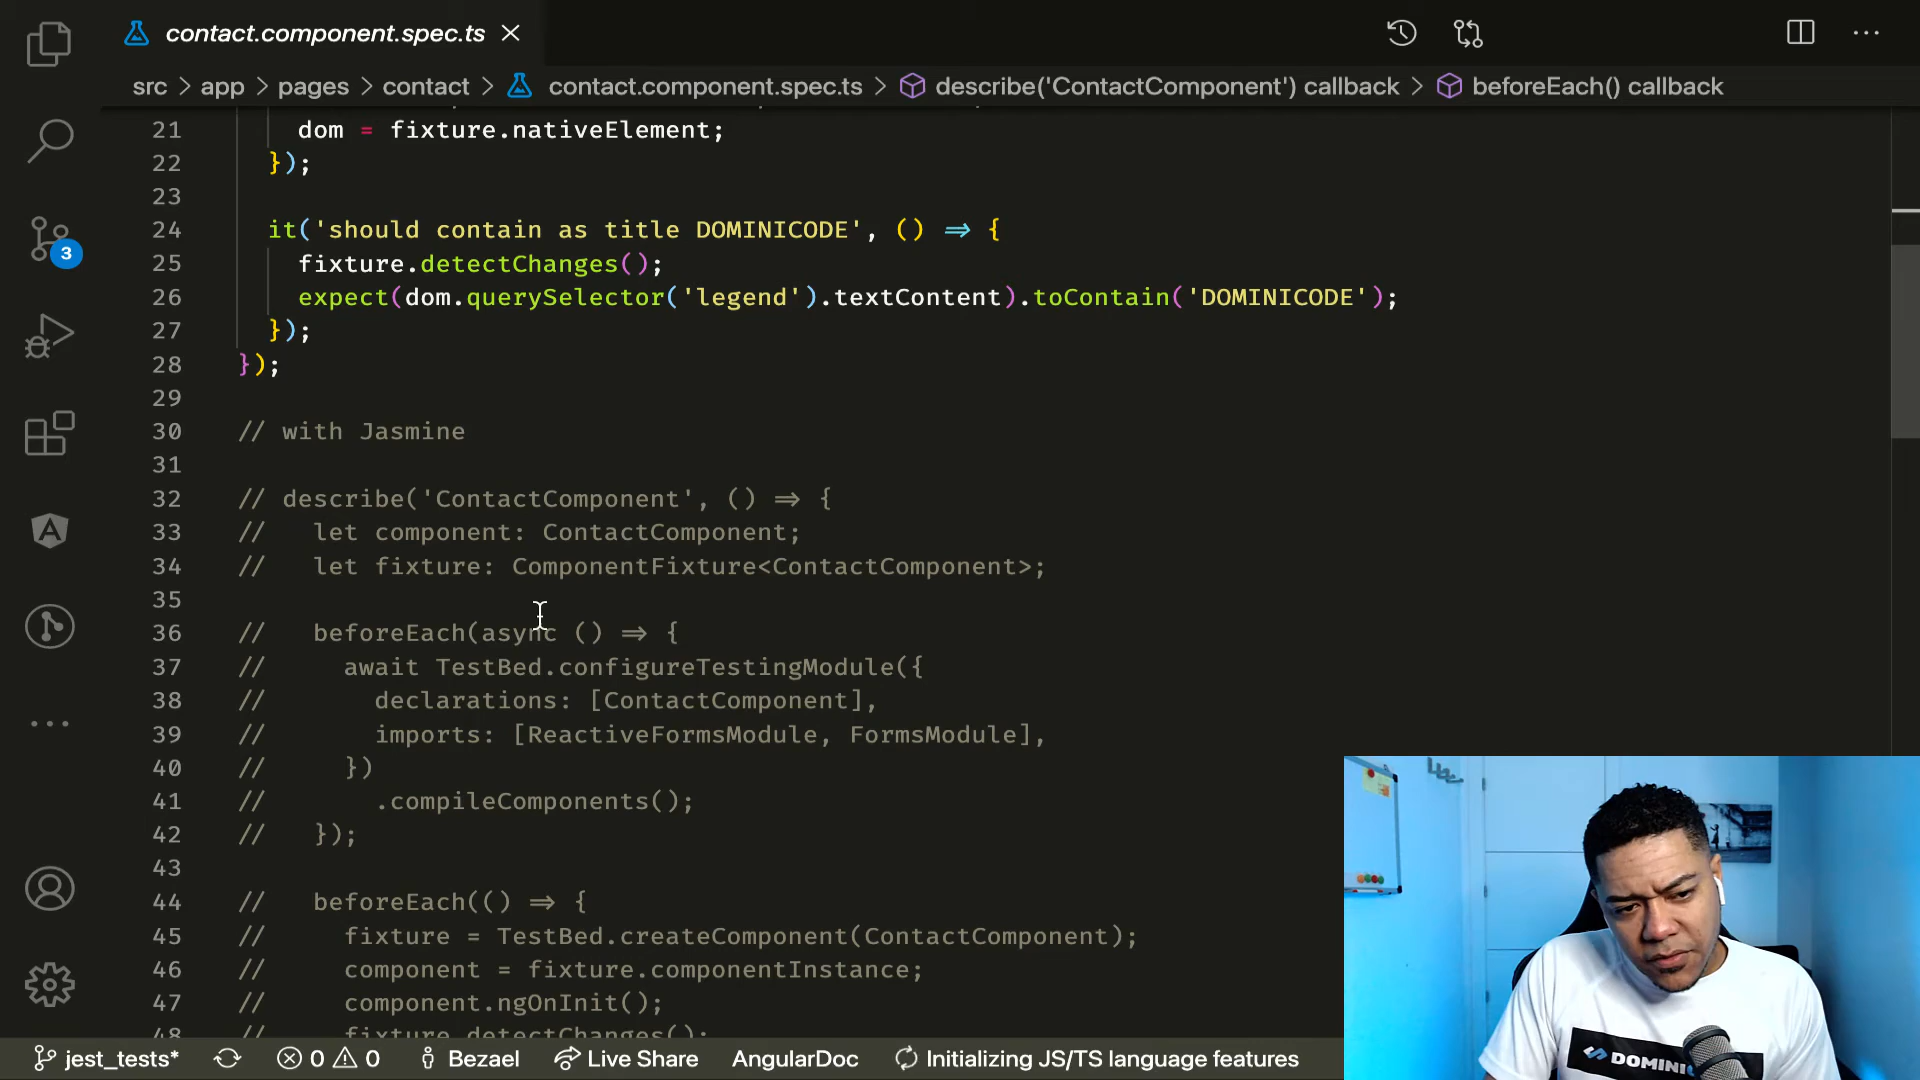 contact.component.spec.ts
src > app > pages > contact > contact.component.spec.ts > describe('ContactComponent') callback > beforeEach() callback
21 dom = fixture.nativeElement;
22 });
23
24 it('should contain as title DOMINICODE', () => {
25 fixture.detectChanges();
26 expect(dom.querySelector('legend').textContent).toContain('DOMINICODE');
27 });
28 });
29
30 // with Jasmine
31
32 // describe('ContactComponent', () => {
33 // let component: ContactComponent;
34 // let fixture: ComponentFixture<ContactComponent>;
35
36 // beforeEach(async () => {
37 // await TestBed.configureTestingModule({
38 // declarations: [ContactComponent],
39 // imports: [ReactiveFormsModule, FormsModule],
40 // })
41 // .compileComponents();
42 // });
43
44 // beforeEach(() => {
45 // fixture = TestBed.createComponent(ContactComponent);
46 // component = fixture.componentInstance;
47 // component.ngOnInit();
48 // fixture.detectChanges();
3
jest_tests* 0 0 Bezael Live Share AngularDoc Initializing JS/TS language features